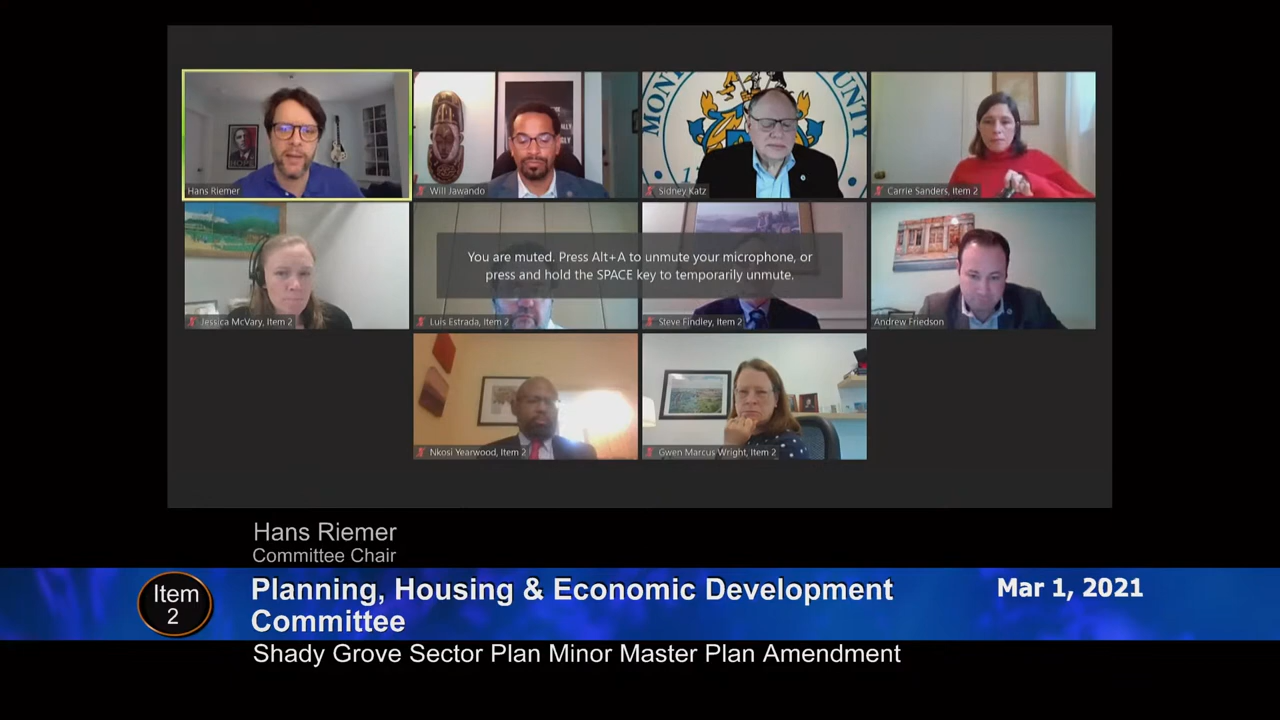 MON
OUNTY
HOPE
Hans Riemer
Will Jawando
Sidney Katz
Carrie Sanders, Item 2
You are muted. Press Alt+A to unmute your microphone, or
press and hold the SPACE key to temporarily unmute.
Jessica McVary, Item 2
Luis Estrada, Item 2
Steve Findley, Item 2
Andrew Friedson
Nkosi Yearwood, Item 2
Gwen Marcus Wright, Item 2
Hans Riemer
Committee Chair
Item
2
Planning, Housing & Economic Development
Committee
Mar 1, 2021
Shady Grove Sector Plan Minor Master Plan Amendment